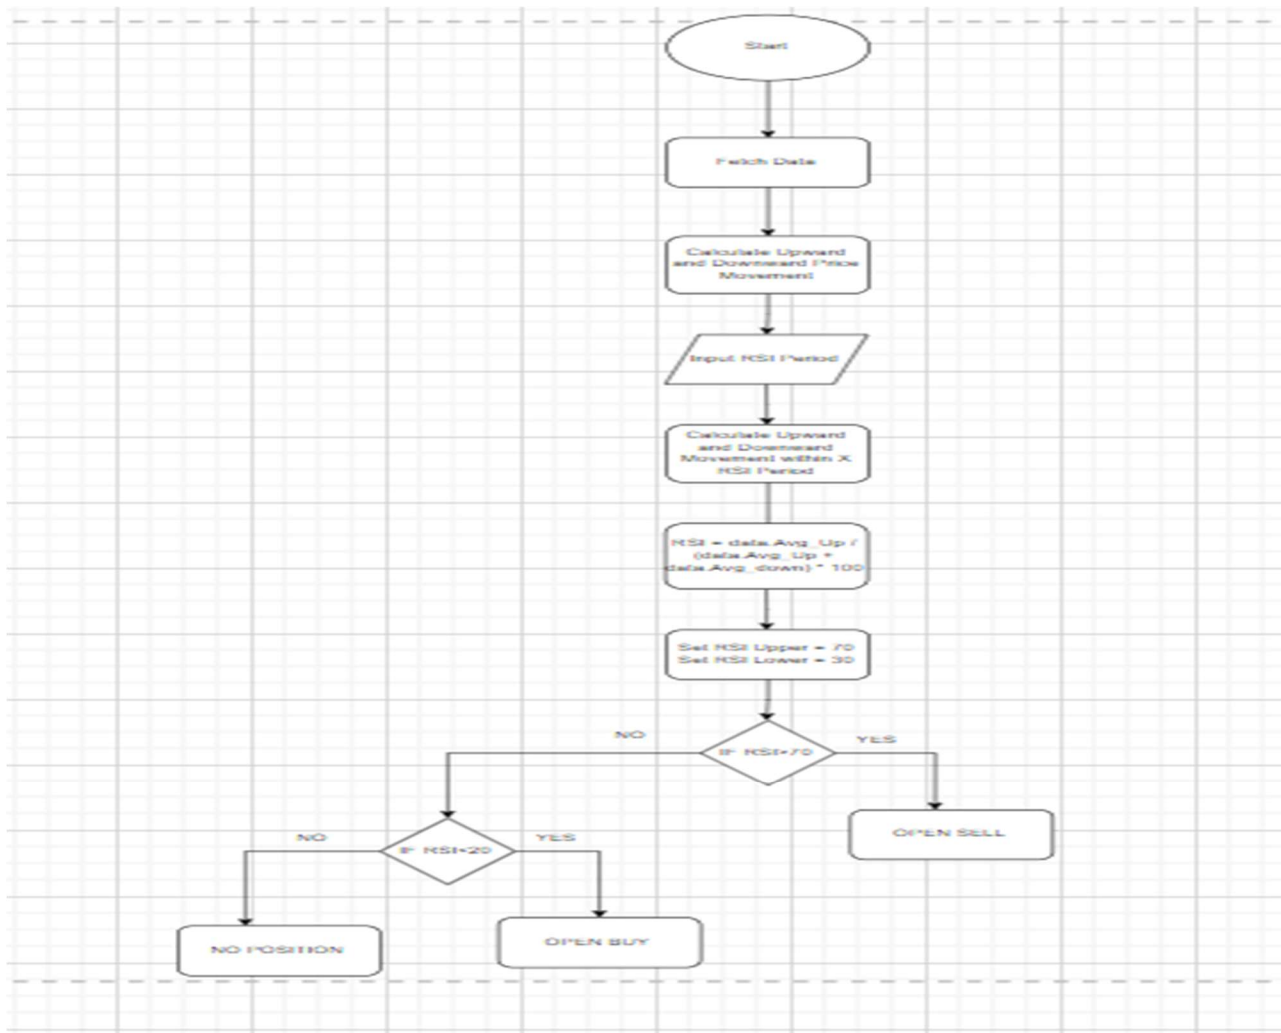 Start
Fetch Data
Calculate Upward
and Downward Price
Movement
Input RSI Period
Calculate Upward
and Downward
Movement within X
RSI Period
RSI = data.Avg_Up /
(data.Avg_Up +
data.Avg_down) * 100
Set RSI Upper = 70
Set RSI Lower = 30
NO
YES
IF RSI>70
OPEN SELL
NO
YES
IF RSI<20
NO POSITION
OPEN BUY